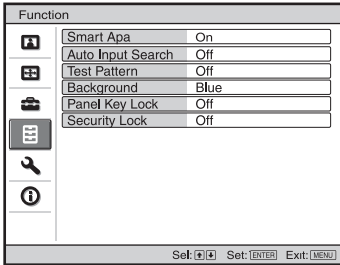 Function
Smart Apa On
Auto Input Search Off
Test Pattern Off
Background Blue
Panel Key Lock Off
Security Lock Off
Sel: Set: ENTER Exit: MENU